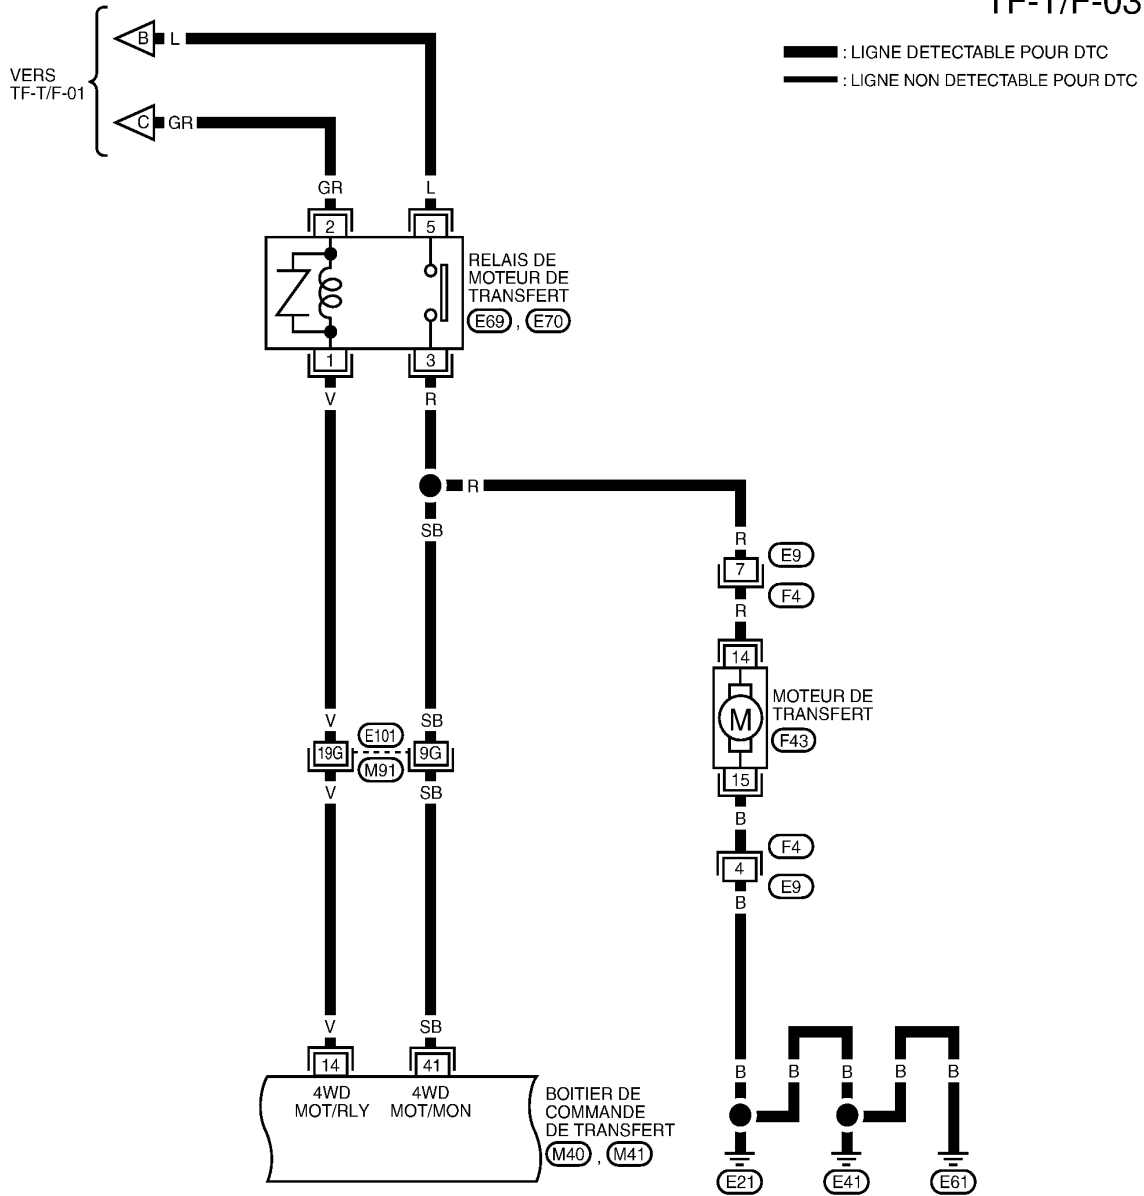 TF-T/F-03
: LIGNE DETECTABLE POUR DTC
: LIGNE NON DETECTABLE POUR DTC
VERS
TF-T/F-01
B L
C GR
GR L
2 5
RELAIS DE
MOTEUR DE
TRANSFERT
E69 , E70
1 3
V R
R
SB
R
E9
7
F4
R
14
MOTEUR DE
TRANSFERT
M
F43
15
V SB
E101
19G 9G
M91
V SB
B
F4
4
E9
B
V SB
14 41
4WD
MOT/RLY
4WD
MOT/MON
BOITIER DE
COMMANDE
DE TRANSFERT
M40 , M41
B B B B B
E21 E41 E61